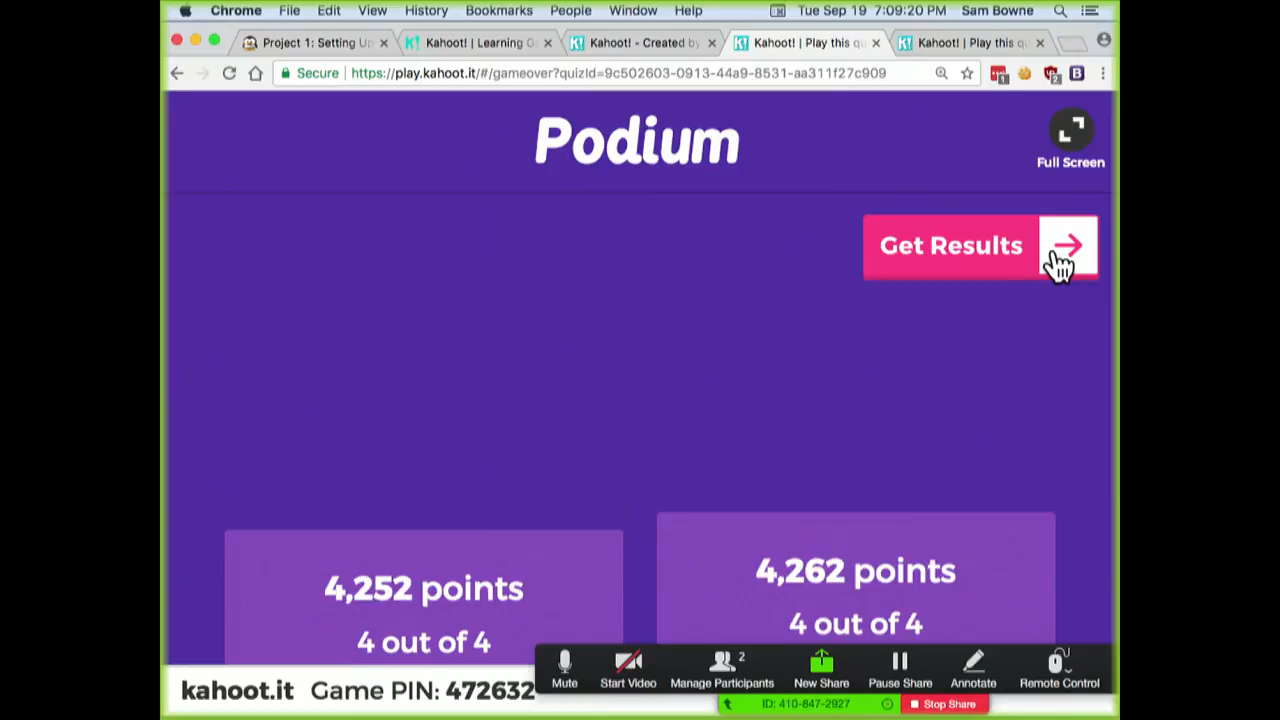 Chrome File Edit View History Bookmarks People Window Help Tue Sep 19 7:09:20 PM Sam Bowne
Project 1: Setting Up Kahoot! | Learning G Kahoot! - Created by Kahoot! | Play this qu Kahoot! | Play this qu
Secure https://play.kahoot.it/#/gameover?quizId=9c502603-0913-44a9-8531-aa311f27c909
Podium
Full Screen
Get Results
4,252 points
4 out of 4
4,262 points
4 out of 4
kahoot.it Game PIN: 472632
2
Mute Start Video Manage Participants New Share Pause Share Annotate Remote Control
ID: 410-847-2927 Stop Share